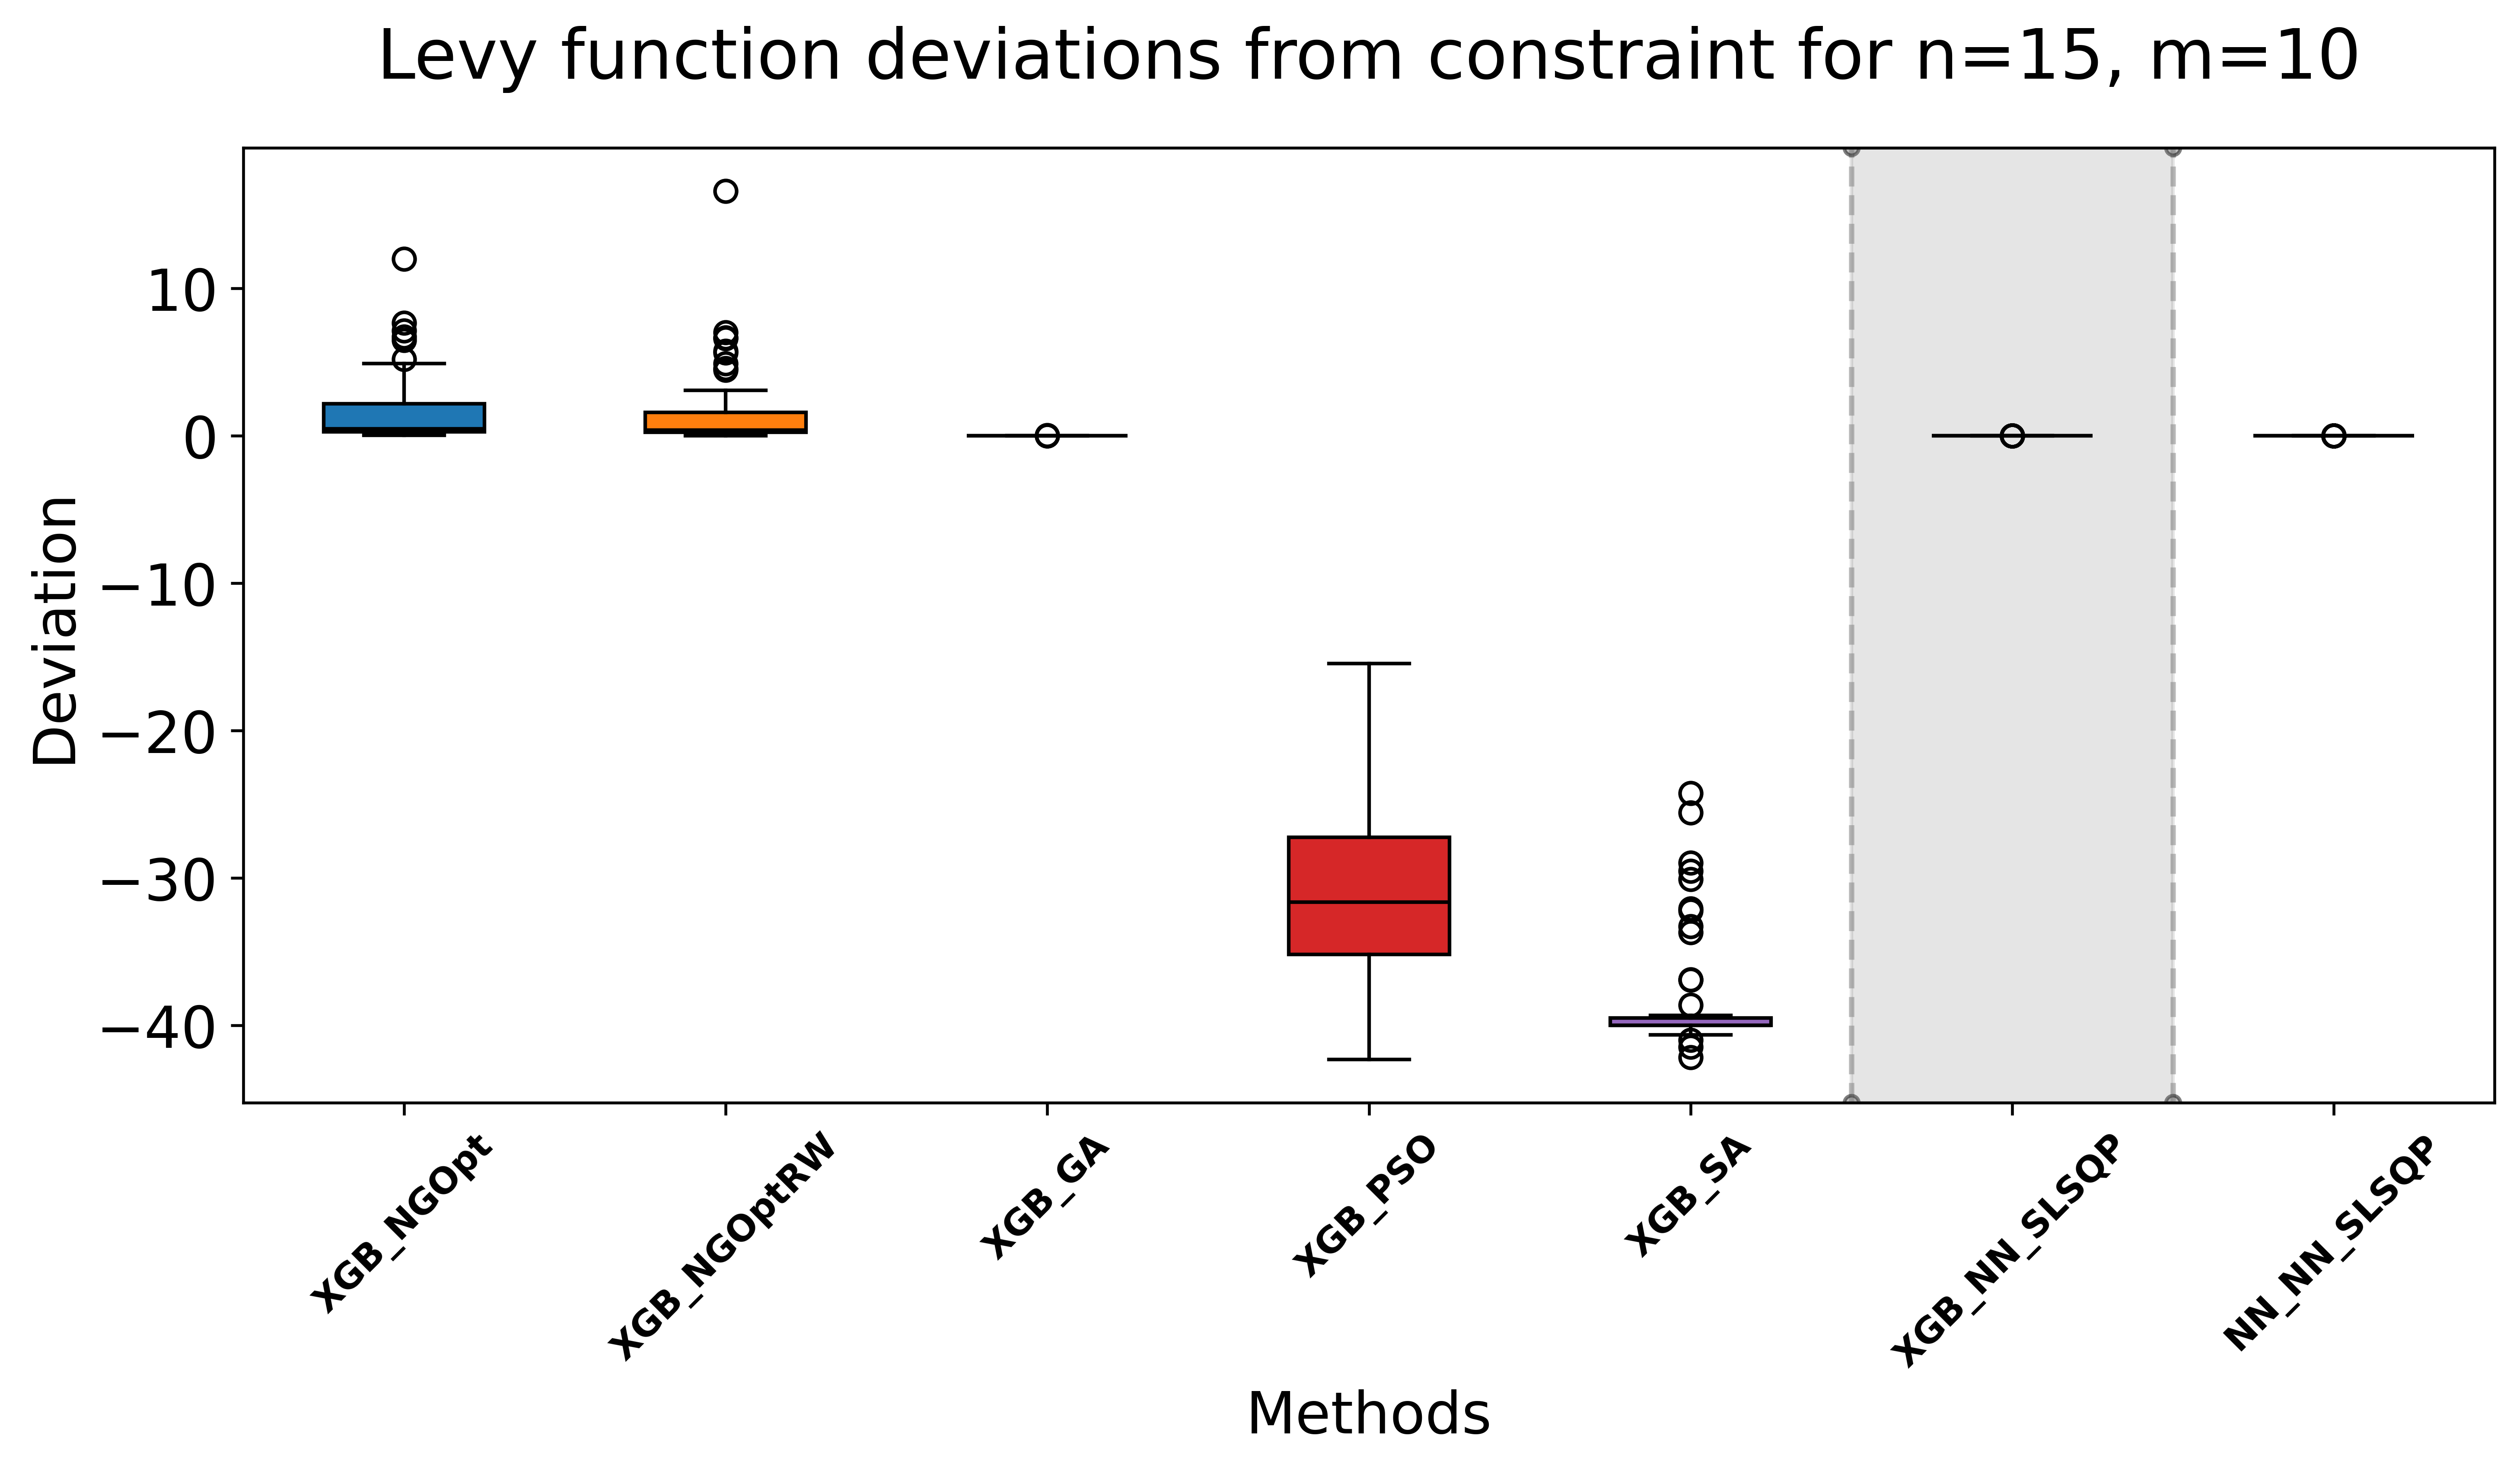 Levy function deviations from constraint for n=15, m=10
Deviation
10
0
−10
−20
−30
−40
XGB_NGOpt
XGB_NGOptRW
XGB_GA
XGB_PSO
XGB_SA
XGB_NN_SLSQP
NN_NN_SLSQP
Methods